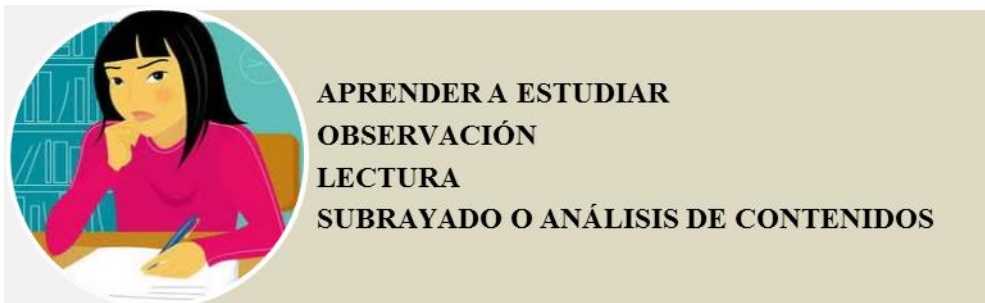 APRENDER A ESTUDIAR
OBSERVACIÓN
LECTURA
SUBRAYADO O ANÁLISIS DE CONTENIDOS